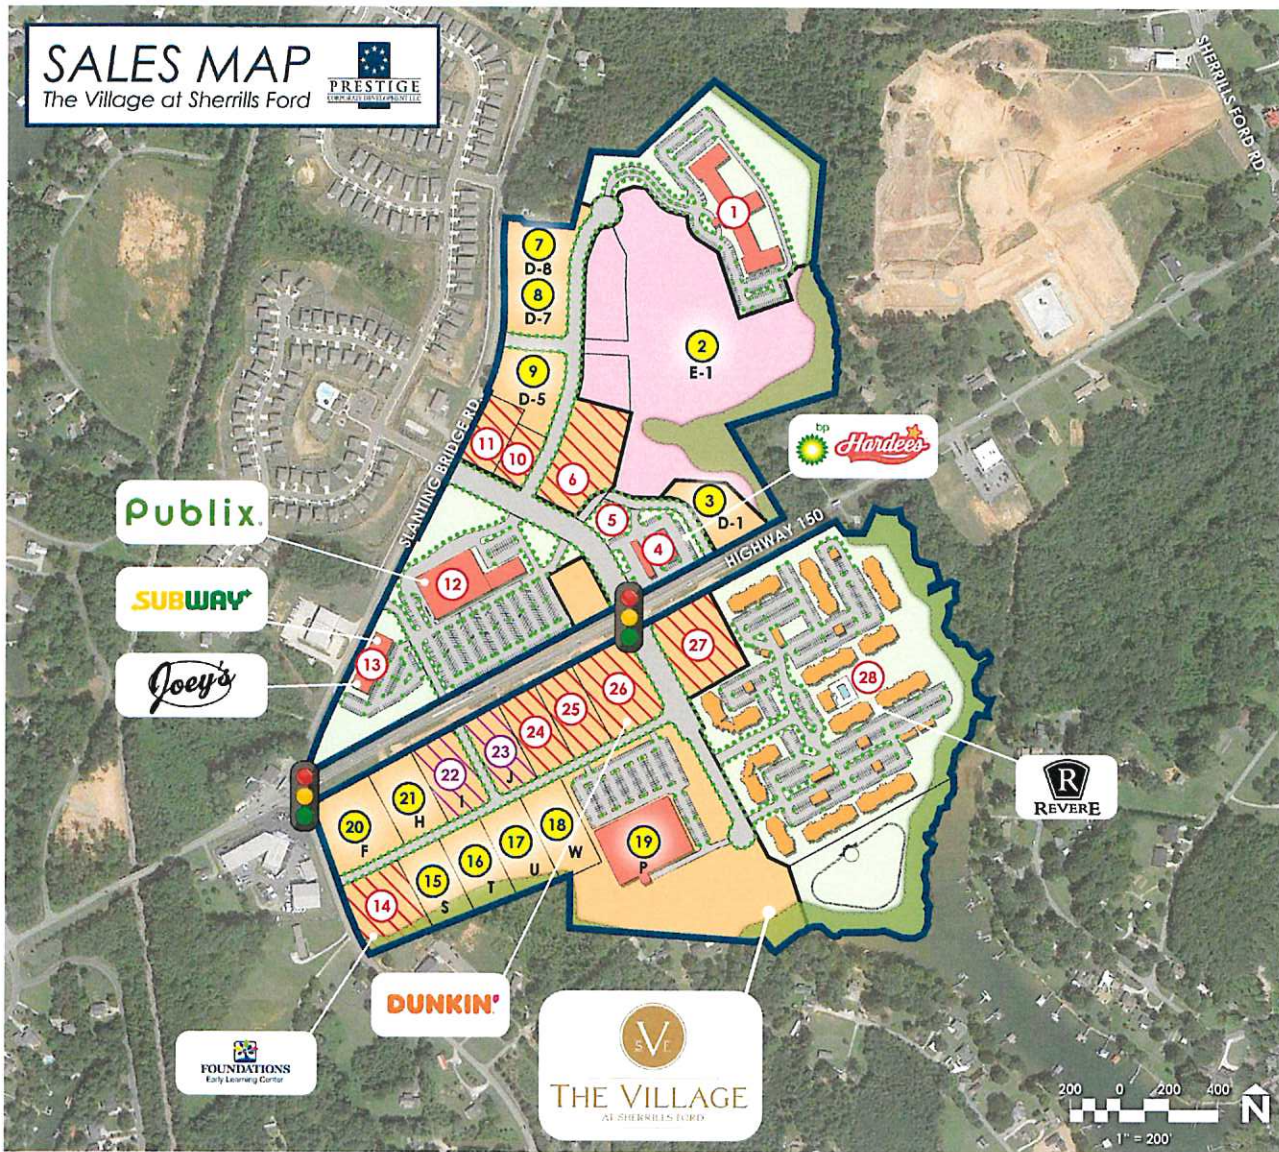 SALES MAP
The Village at Sherrills Ford
PRESTIGE
CORPORATE DEVELOPMENT LLC
SHERRILLS FORD RD
1
7
D-8
8
D-7
2
E-1
9
D-5
11
10
6
bp
Hardee's
3
D-1
5
4
SLANTING BRIDGE RD.
HIGHWAY 150
Publix
12
SUBWAY
13
Joey's
27
28
26
25
24
23
J
22
I
21
H
20
F
R
REVERE
19
P
18
W
17
U
16
T
15
S
14
DUNKIN'
FOUNDATIONS
Early Learning Center
V
S F
THE VILLAGE
AT SHERRILLS FORD
200 0 200 400
1" = 200'
N